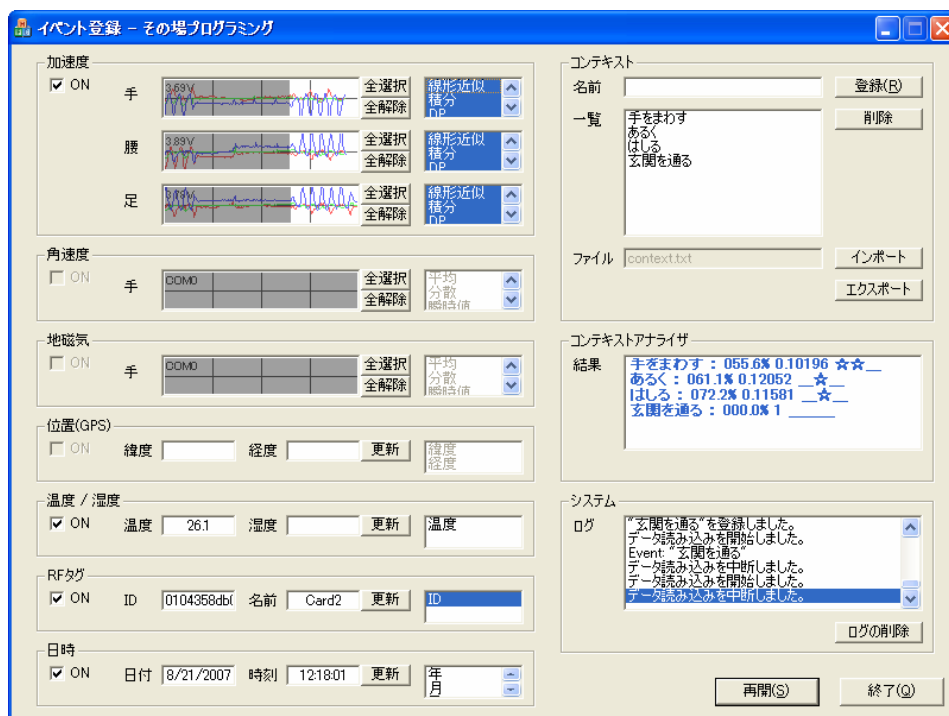 イベント登録 - その場プログラミング
加速度
ON
手
3.59V
全選択
全解除
線形近似
積分
DP
腰
3.89V
全選択
全解除
線形近似
積分
DP
足
全選択
全解除
線形近似
積分
DP
角速度
ON
手
COM0
全選択
全解除
平均
分散
瞬時値
地磁気
ON
手
COM0
全選択
全解除
平均
分散
瞬時値
位置(GPS)
ON 緯度 経度 更新
緯度
経度
温度 / 湿度
ON 温度 26.1 湿度 更新 温度
RFタグ
ON ID 0104358db 名前 Card2 更新 ID
日時
ON 日付 8/21/2007 時刻 12:18:01 更新
年
月
コンテキスト
名前 登録(R)
一覧
手をまわす
あるく
はしる
玄関を通る
削除
ファイル context.txt インポート
エクスポート
コンテキストアナライザ
結果
手をまわす : 055.6% 0.10196 ☆☆__
あるく : 061.1% 0.12052 __☆__
はしる : 072.2% 0.11581 __☆__
玄関を通る : 000.0% 1 ______
システム
ログ
"玄関を通る"を登録しました。
データ読み込みを開始しました。
Event: "玄関を通る"
データ読み込みを中断しました。
データ読み込みを開始しました。
データ読み込みを中断しました。
ログの削除
再開(S) 終了(Q)